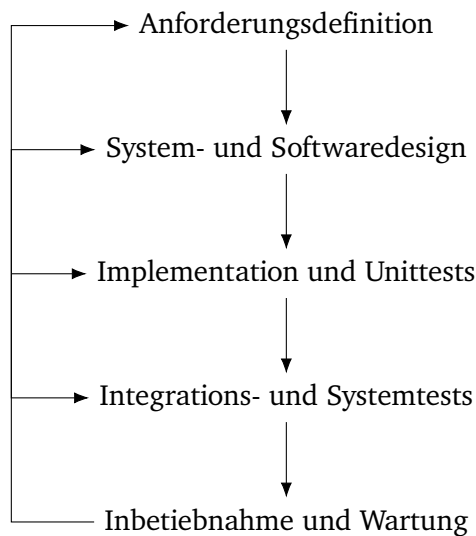 Anforderungsdefinition
System- und Softwaredesign
Implementation und Unittests
Integrations- und Systemtests
Inbetiebnahme und Wartung